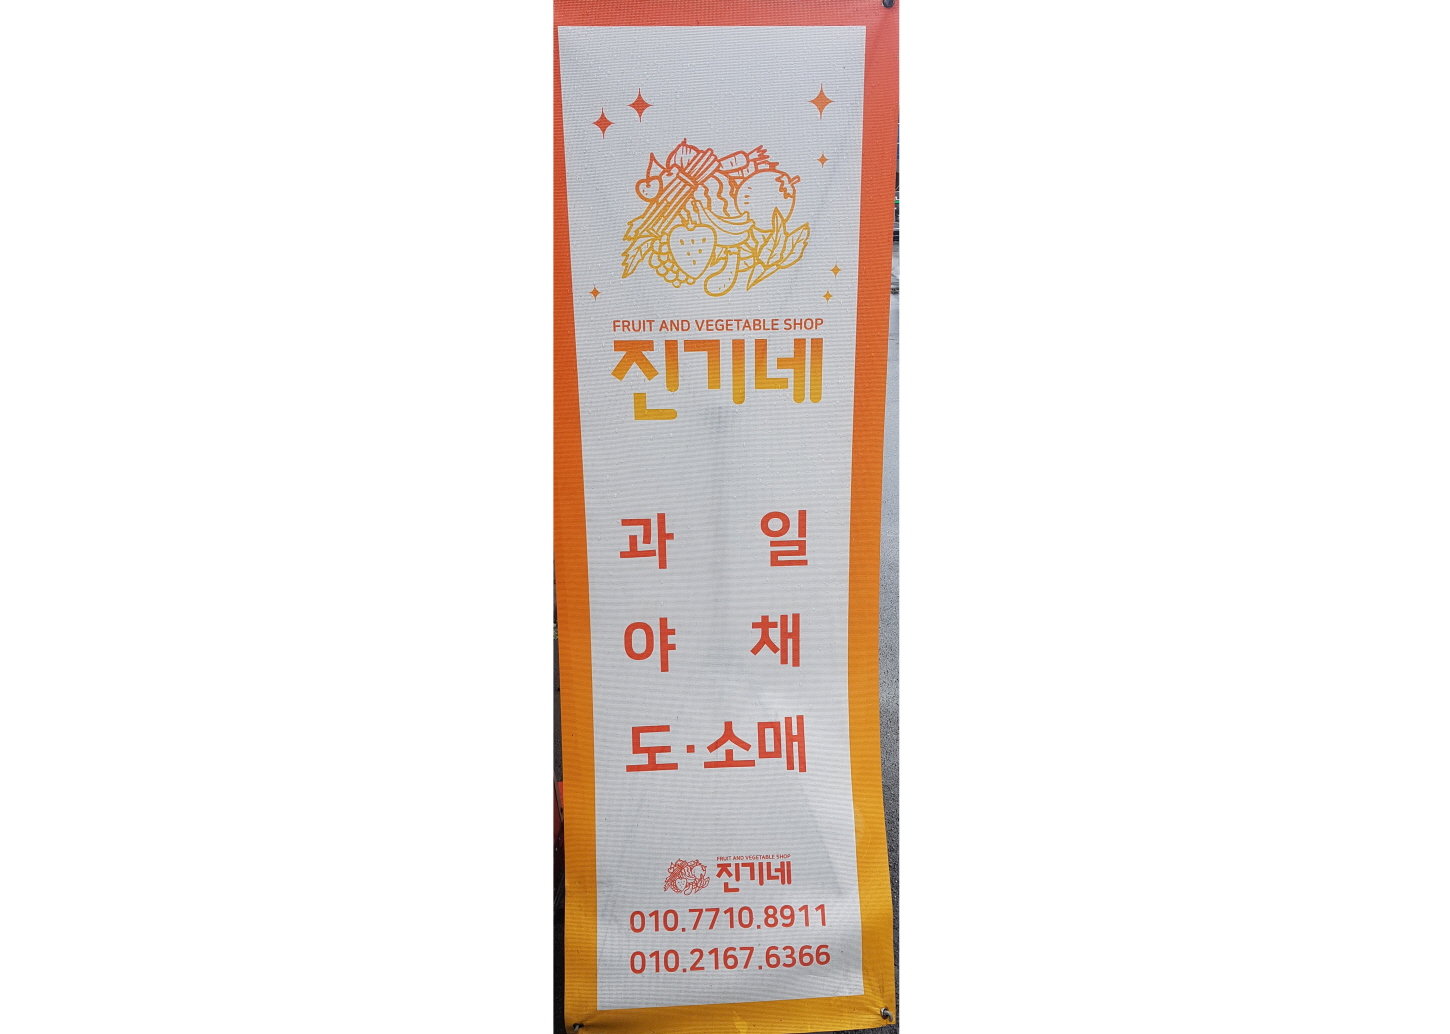 FRUIT AND VEGETABLE SHOP
진기네
과 일
야 채
도·소매
FRUIT AND VEGETABLE SHOP
진기네
010.7710.8911
010.2167.6366